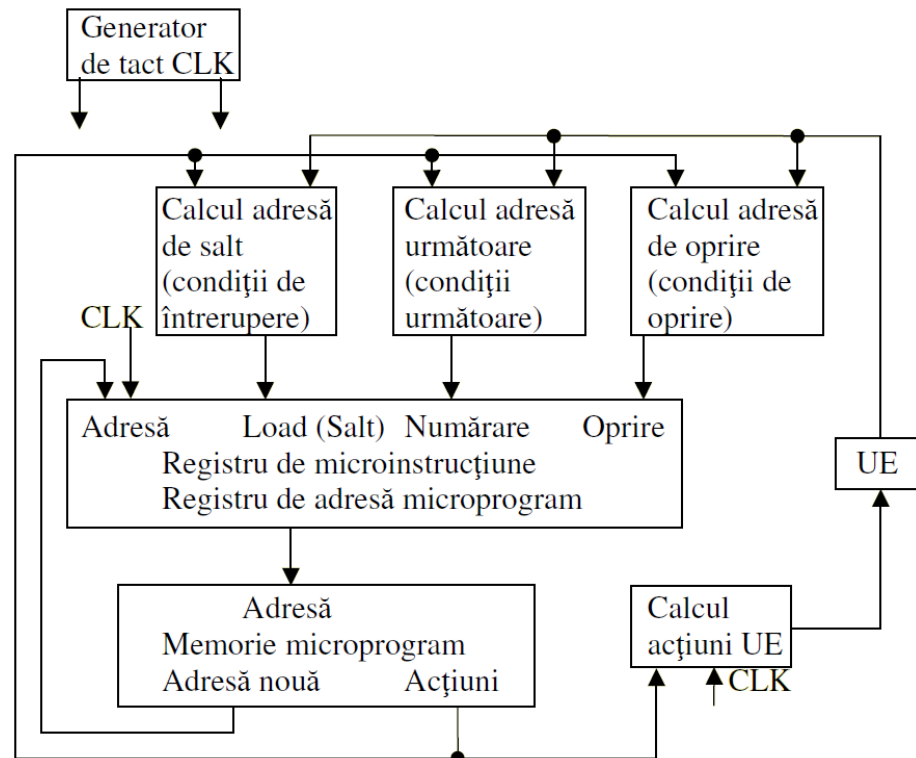 Generator
de tact CLK
Calcul adresă
de salt
(condiţii de
întrerupere)
Calcul adresă
următoare
(condiţii
următoare)
Calcul adresă
de oprire
(condiţii de
oprire)
CLK
Adresă Load (Salt) Numărare Oprire
Registru de microinstrucţiune
Registru de adresă microprogram
UE
Adresă
Memorie microprogram
Adresă nouă Acţiuni
Calcul
acţiuni UE
CLK